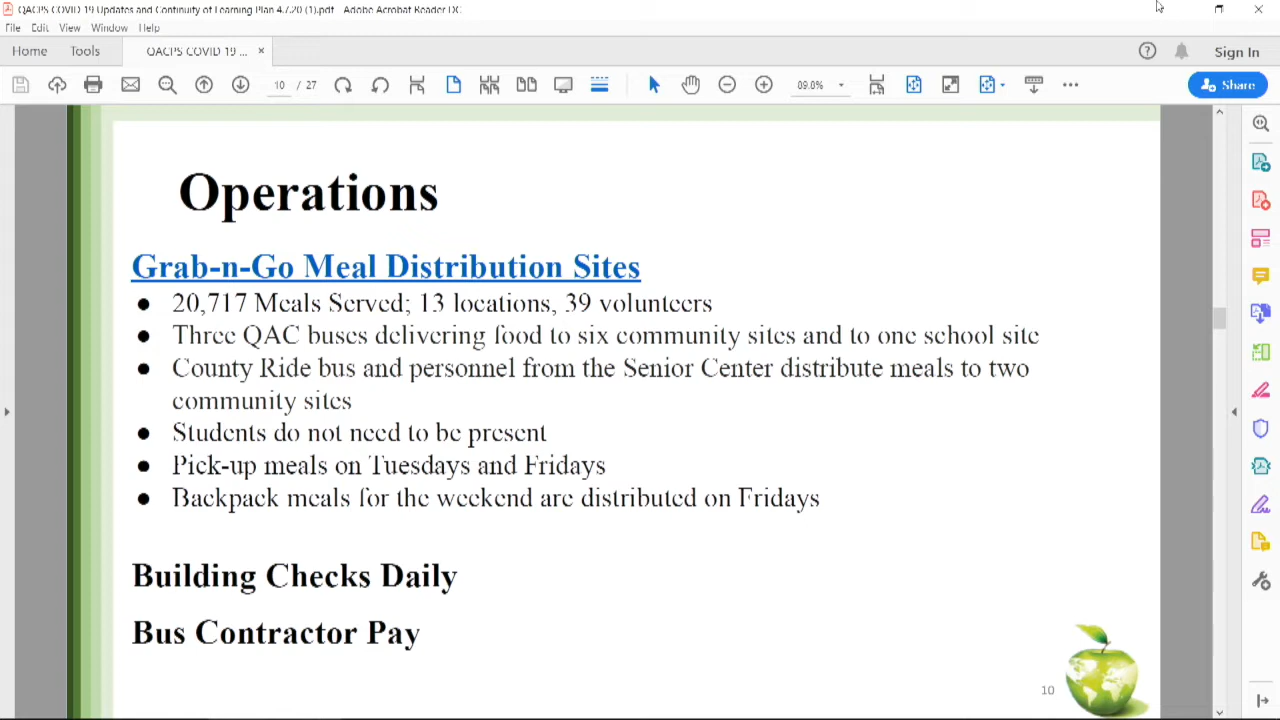 QACPS COVID 19 Updates and Continuity of Learning Plan 4.7.20 (1).pdf - Adobe Acrobat Reader DC
File Edit View Window Help
Home Tools QACPS COVID 19 ... × Sign In
10 / 27 89.8% Share
Operations
Grab-n-Go Meal Distribution Sites
● 20,717 Meals Served; 13 locations, 39 volunteers
● Three QAC buses delivering food to six community sites and to one school site
● County Ride bus and personnel from the Senior Center distribute meals to two
community sites
● Students do not need to be present
● Pick-up meals on Tuesdays and Fridays
● Backpack meals for the weekend are distributed on Fridays
Building Checks Daily
Bus Contractor Pay
10